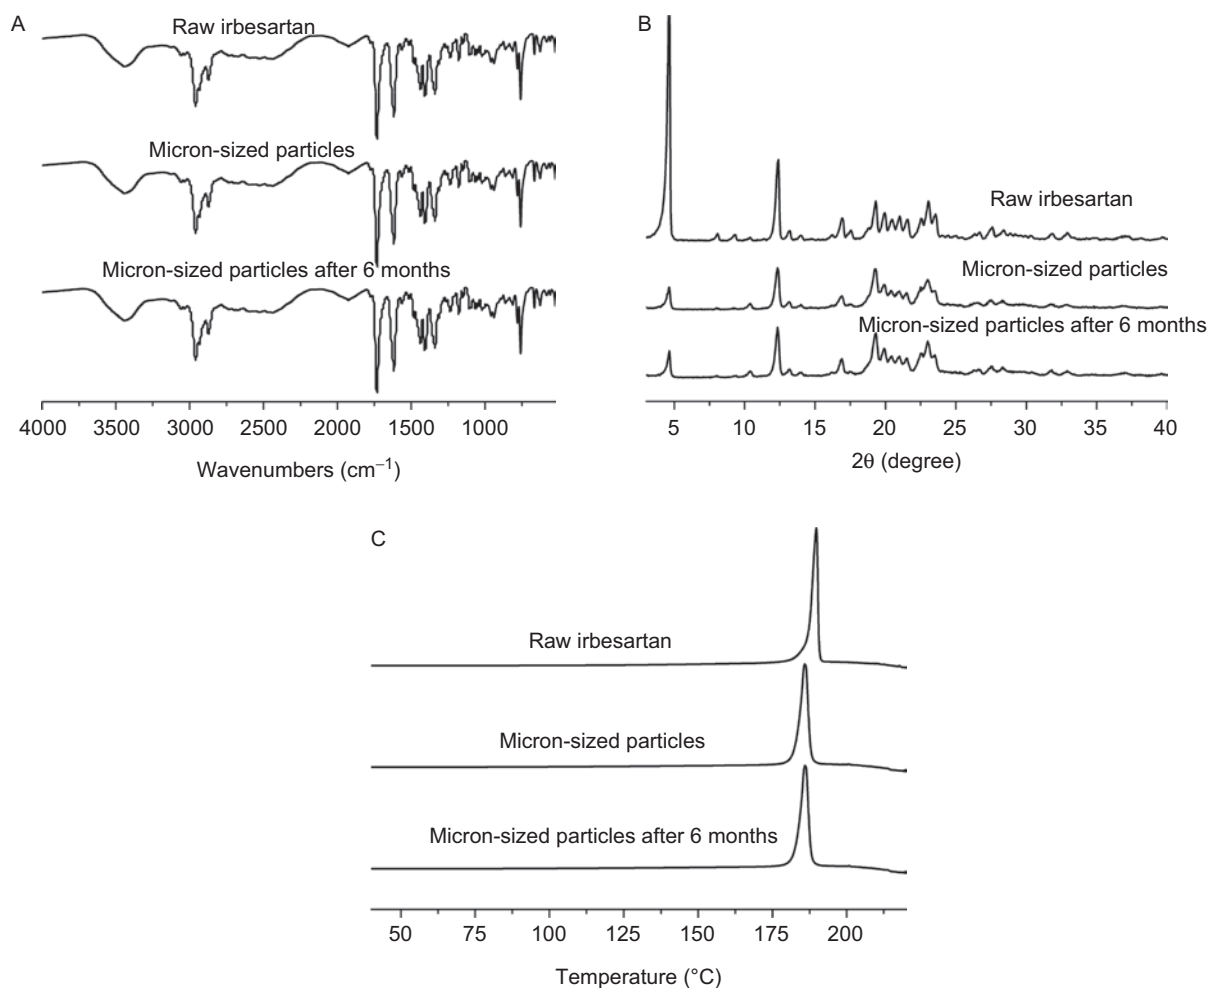 A
Raw irbesartan
Micron-sized particles
Micron-sized particles after 6 months
4000 3500 3000 2500 2000 1500 1000
Wavenumbers (cm⁻¹)
B
Raw irbesartan
Micron-sized particles
Micron-sized particles after 6 months
5 10 15 20 25 30 35 40
2θ (degree)
C
Raw irbesartan
Micron-sized particles
Micron-sized particles after 6 months
50 75 100 125 150 175 200
Temperature (°C)